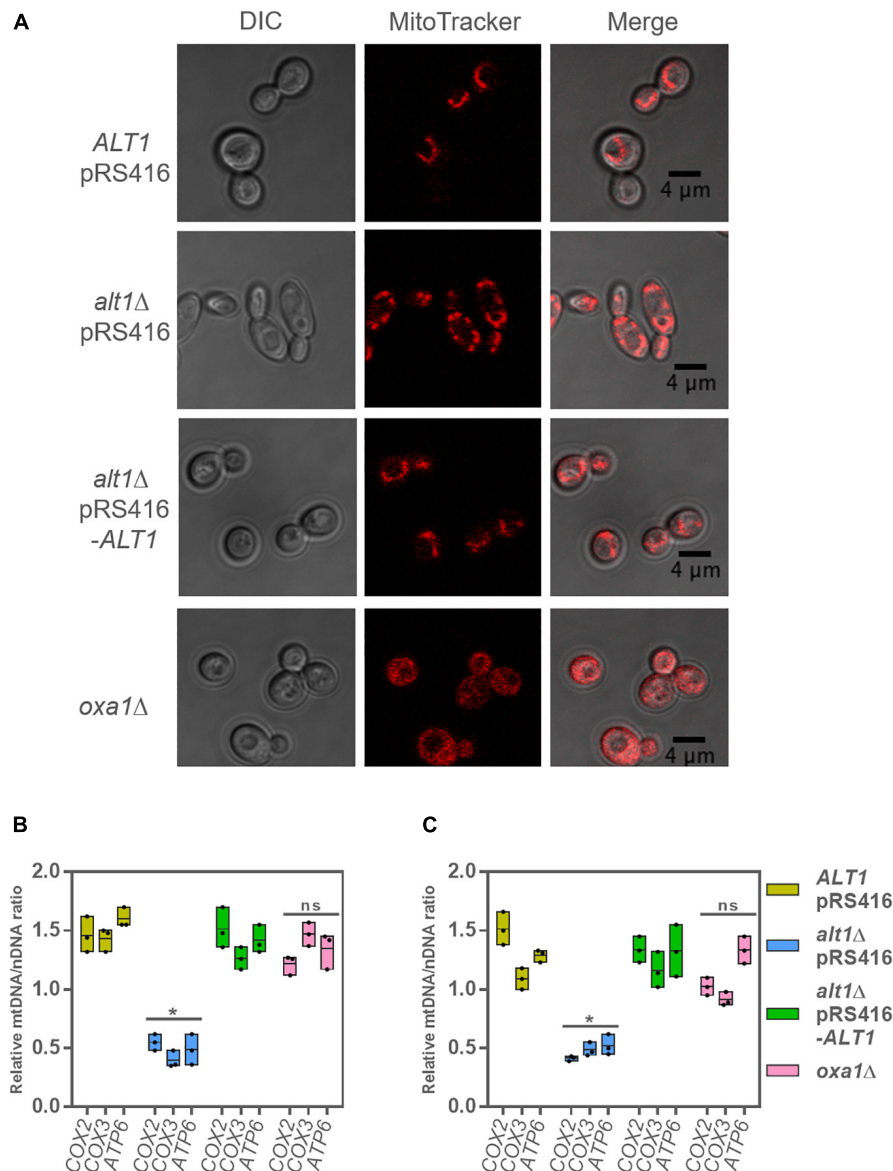 A
DIC MitoTracker Merge
ALT1
pRS416
4 µm
alt1Δ
pRS416
4 µm
alt1Δ
pRS416
-ALT1
4 µm
oxa1Δ
4 µm
B
Relative mtDNA/nDNA ratio
2.0
1.5
1.0
0.5
0.0
*
ns
COX2 COX3 ATP6 COX2 COX3 ATP6 COX2 COX3 ATP6 COX2 COX3 ATP6
C
Relative mtDNA/nDNA ratio
2.0
1.5
1.0
0.5
0.0
*
ns
COX2 COX3 ATP6 COX2 COX3 ATP6 COX2 COX3 ATP6 COX2 COX3 ATP6
ALT1
pRS416
alt1Δ
pRS416
alt1Δ
pRS416
-ALT1
oxa1Δ